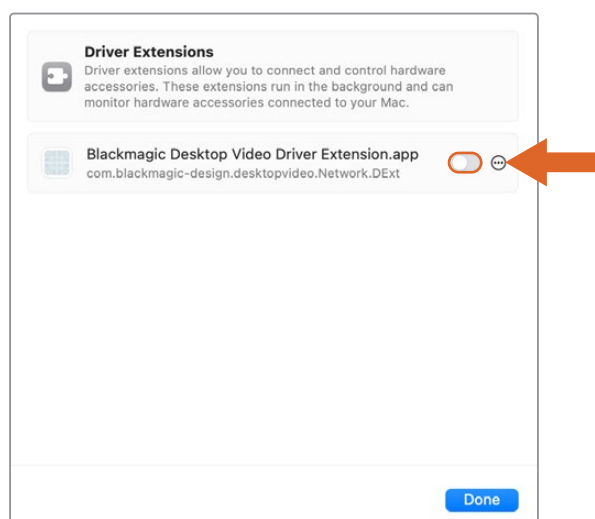 Driver Extensions
Driver extensions allow you to connect and control hardware
accessories. These extensions run in the background and can
monitor hardware accessories connected to your Mac.
Blackmagic Desktop Video Driver Extension.app
com.blackmagic-design.desktopvideo.Network.DExt
Done